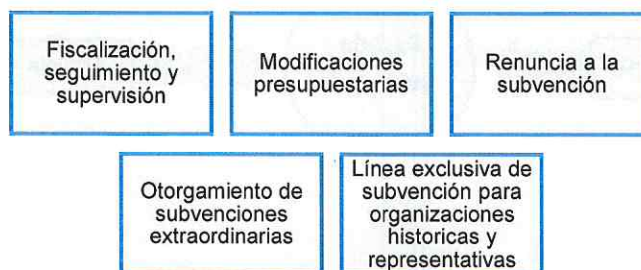 Fiscalización,
seguimiento y
supervisión
Modificaciones
presupuestarias
Renuncia a la
subvención
Otorgamiento de
subvenciones
extraordinarias
Línea exclusiva de
subvención para
organizaciones
historicas y
representativas